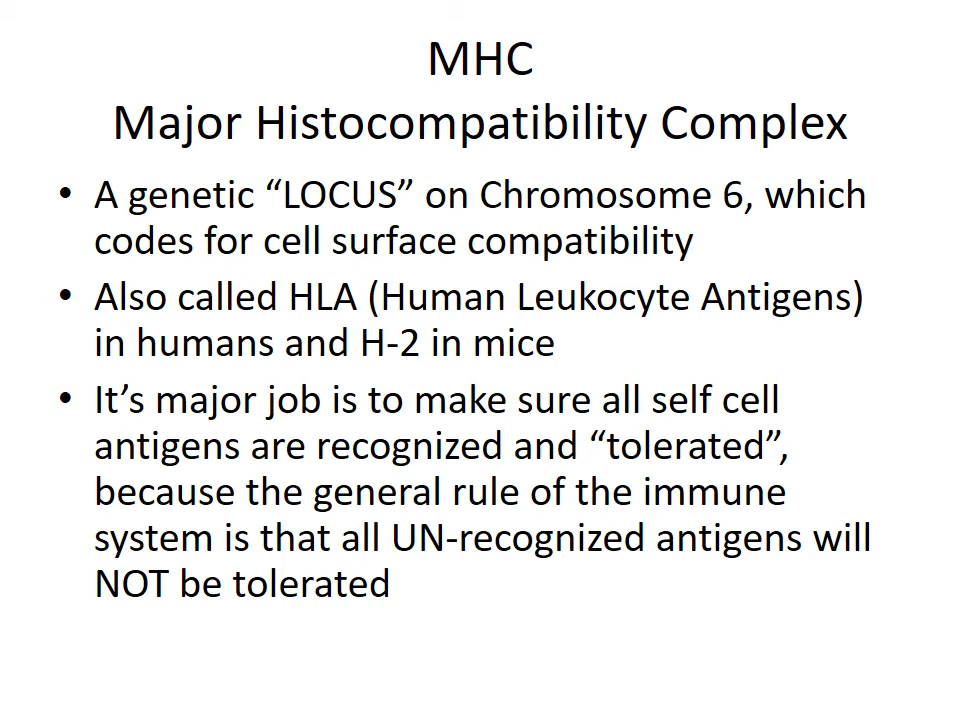 MHC
Major Histocompatibility Complex
• A genetic “LOCUS” on Chromosome 6, which
codes for cell surface compatibility
• Also called HLA (Human Leukocyte Antigens)
in humans and H-2 in mice
• It’s major job is to make sure all self cell
antigens are recognized and “tolerated”,
because the general rule of the immune
system is that all UN-recognized antigens will
NOT be tolerated